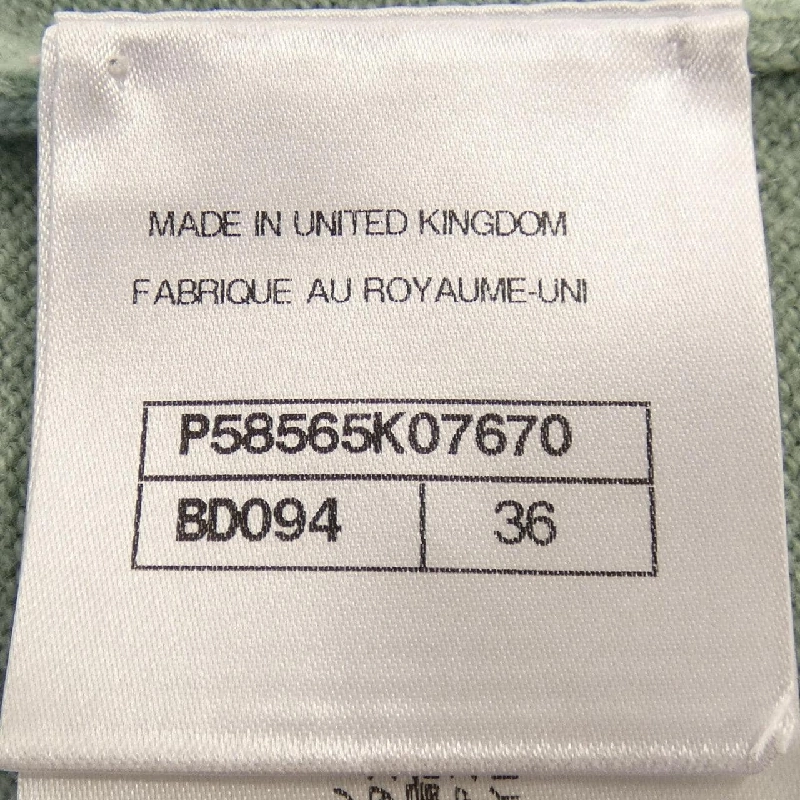 MADE IN UNITED KINGDOM
FABRIQUE AU ROYAUME-UNI
P58565K07670
BD094 36